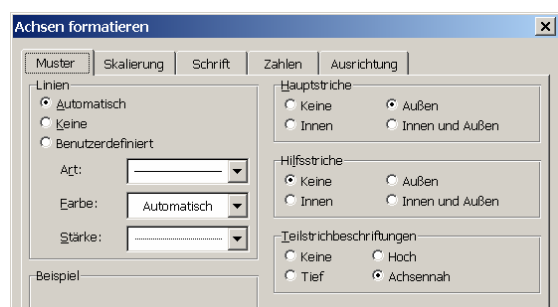 Achsen formatieren
Muster Skalierung Schrift Zahlen Ausrichtung
Linien
Automatisch
Keine
Benutzerdefiniert
Art:
Farbe: Automatisch
Stärke:
Beispiel
Hauptstriche
Keine Außen
Innen Innen und Außen
Hilfsstriche
Keine Außen
Innen Innen und Außen
Teilstrichbeschriftungen
Keine Hoch
Tief Achsennah